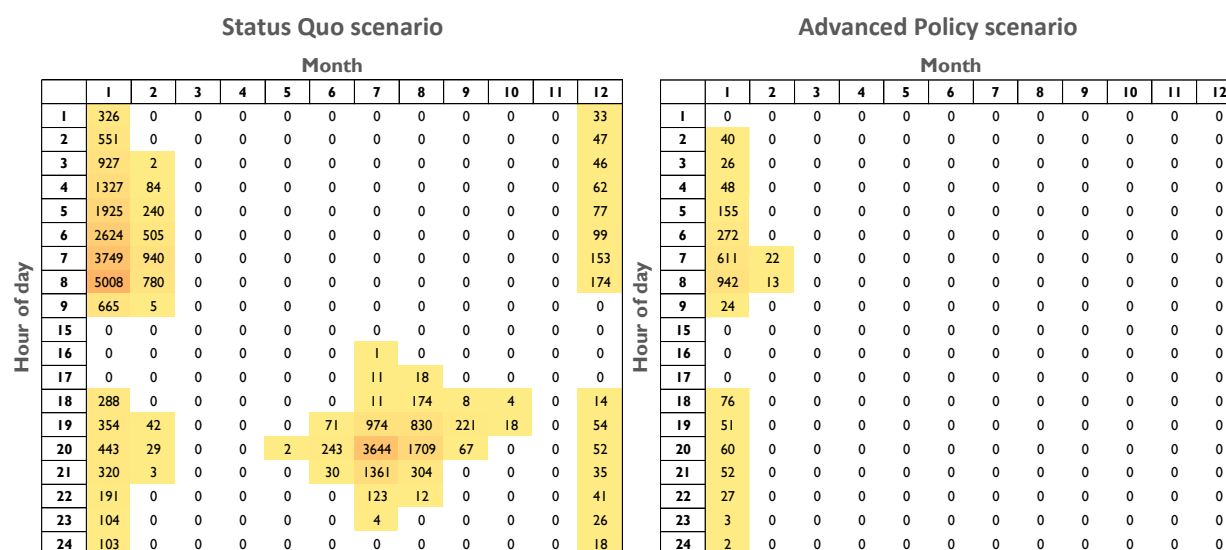 Status Quo scenario
Month
1 2 3 4 5 6 7 8 9 10 11 12
1 326 0 0 0 0 0 0 0 0 0 0 33
2 551 0 0 0 0 0 0 0 0 0 0 47
3 927 2 0 0 0 0 0 0 0 0 0 46
4 1327 84 0 0 0 0 0 0 0 0 0 62
5 1925 240 0 0 0 0 0 0 0 0 0 77
6 2624 505 0 0 0 0 0 0 0 0 0 99
7 3749 940 0 0 0 0 0 0 0 0 0 153
8 5008 780 0 0 0 0 0 0 0 0 0 174
9 665 5 0 0 0 0 0 0 0 0 0 0
15 0 0 0 0 0 0 0 0 0 0 0 0
16 0 0 0 0 0 0 1 0 0 0 0 0
17 0 0 0 0 0 0 11 18 0 0 0 0
18 288 0 0 0 0 0 11 174 8 4 0 14
19 354 42 0 0 0 71 974 830 221 18 0 54
20 443 29 0 0 2 243 3644 1709 67 0 0 52
21 320 3 0 0 0 30 1361 304 0 0 0 35
22 191 0 0 0 0 0 123 12 0 0 0 41
23 104 0 0 0 0 0 4 0 0 0 0 26
24 103 0 0 0 0 0 0 0 0 0 0 18
Hour of day
Advanced Policy scenario
Month
1 2 3 4 5 6 7 8 9 10 11 12
1 0 0 0 0 0 0 0 0 0 0 0 0
2 40 0 0 0 0 0 0 0 0 0 0 0
3 26 0 0 0 0 0 0 0 0 0 0 0
4 48 0 0 0 0 0 0 0 0 0 0 0
5 155 0 0 0 0 0 0 0 0 0 0 0
6 272 0 0 0 0 0 0 0 0 0 0 0
7 611 22 0 0 0 0 0 0 0 0 0 0
8 942 13 0 0 0 0 0 0 0 0 0 0
9 24 0 0 0 0 0 0 0 0 0 0 0
15 0 0 0 0 0 0 0 0 0 0 0 0
16 0 0 0 0 0 0 0 0 0 0 0 0
17 0 0 0 0 0 0 0 0 0 0 0 0
18 76 0 0 0 0 0 0 0 0 0 0 0
19 51 0 0 0 0 0 0 0 0 0 0 0
20 60 0 0 0 0 0 0 0 0 0 0 0
21 52 0 0 0 0 0 0 0 0 0 0 0
22 27 0 0 0 0 0 0 0 0 0 0 0
23 3 0 0 0 0 0 0 0 0 0 0 0
24 2 0 0 0 0 0 0 0 0 0 0 0
Hour of day